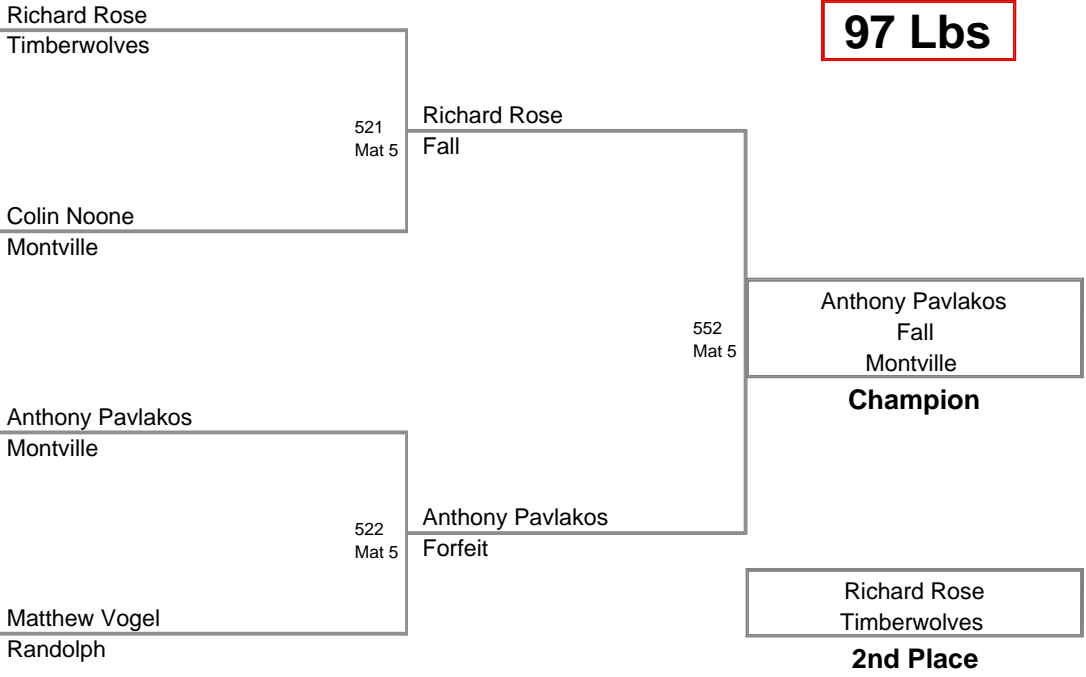 Richard Rose
Timberwolves
97 Lbs
521
Mat 5
Richard Rose
Fall
Colin Noone
Montville
552
Mat 5
Anthony Pavlakos
Fall
Montville
Champion
Anthony Pavlakos
Montville
522
Mat 5
Anthony Pavlakos
Forfeit
Matthew Vogel
Randolph
Richard Rose
Timberwolves
2nd Place